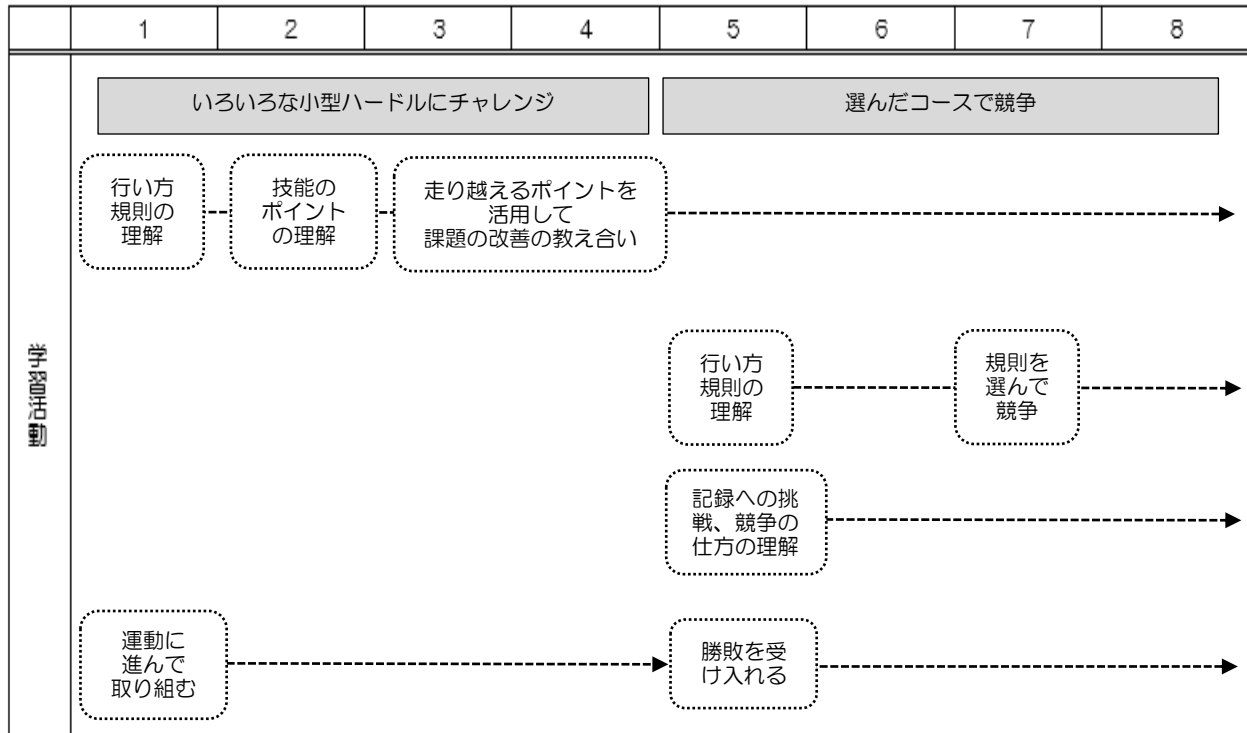 1 2 3 4 5 6 7 8
いろいろな小型ハードルにチャレンジ
選んだコースで競争
行い方
規則の
理解
技能の
ポイント
の理解
走り越えるポイントを
活用して
課題の改善の教え合い
学習活動
行い方
規則の
理解
規則を
選んで
競争
記録への挑
戦、競争の
仕方の理解
運動に
進んで
取り組む
勝敗を受
け入れる